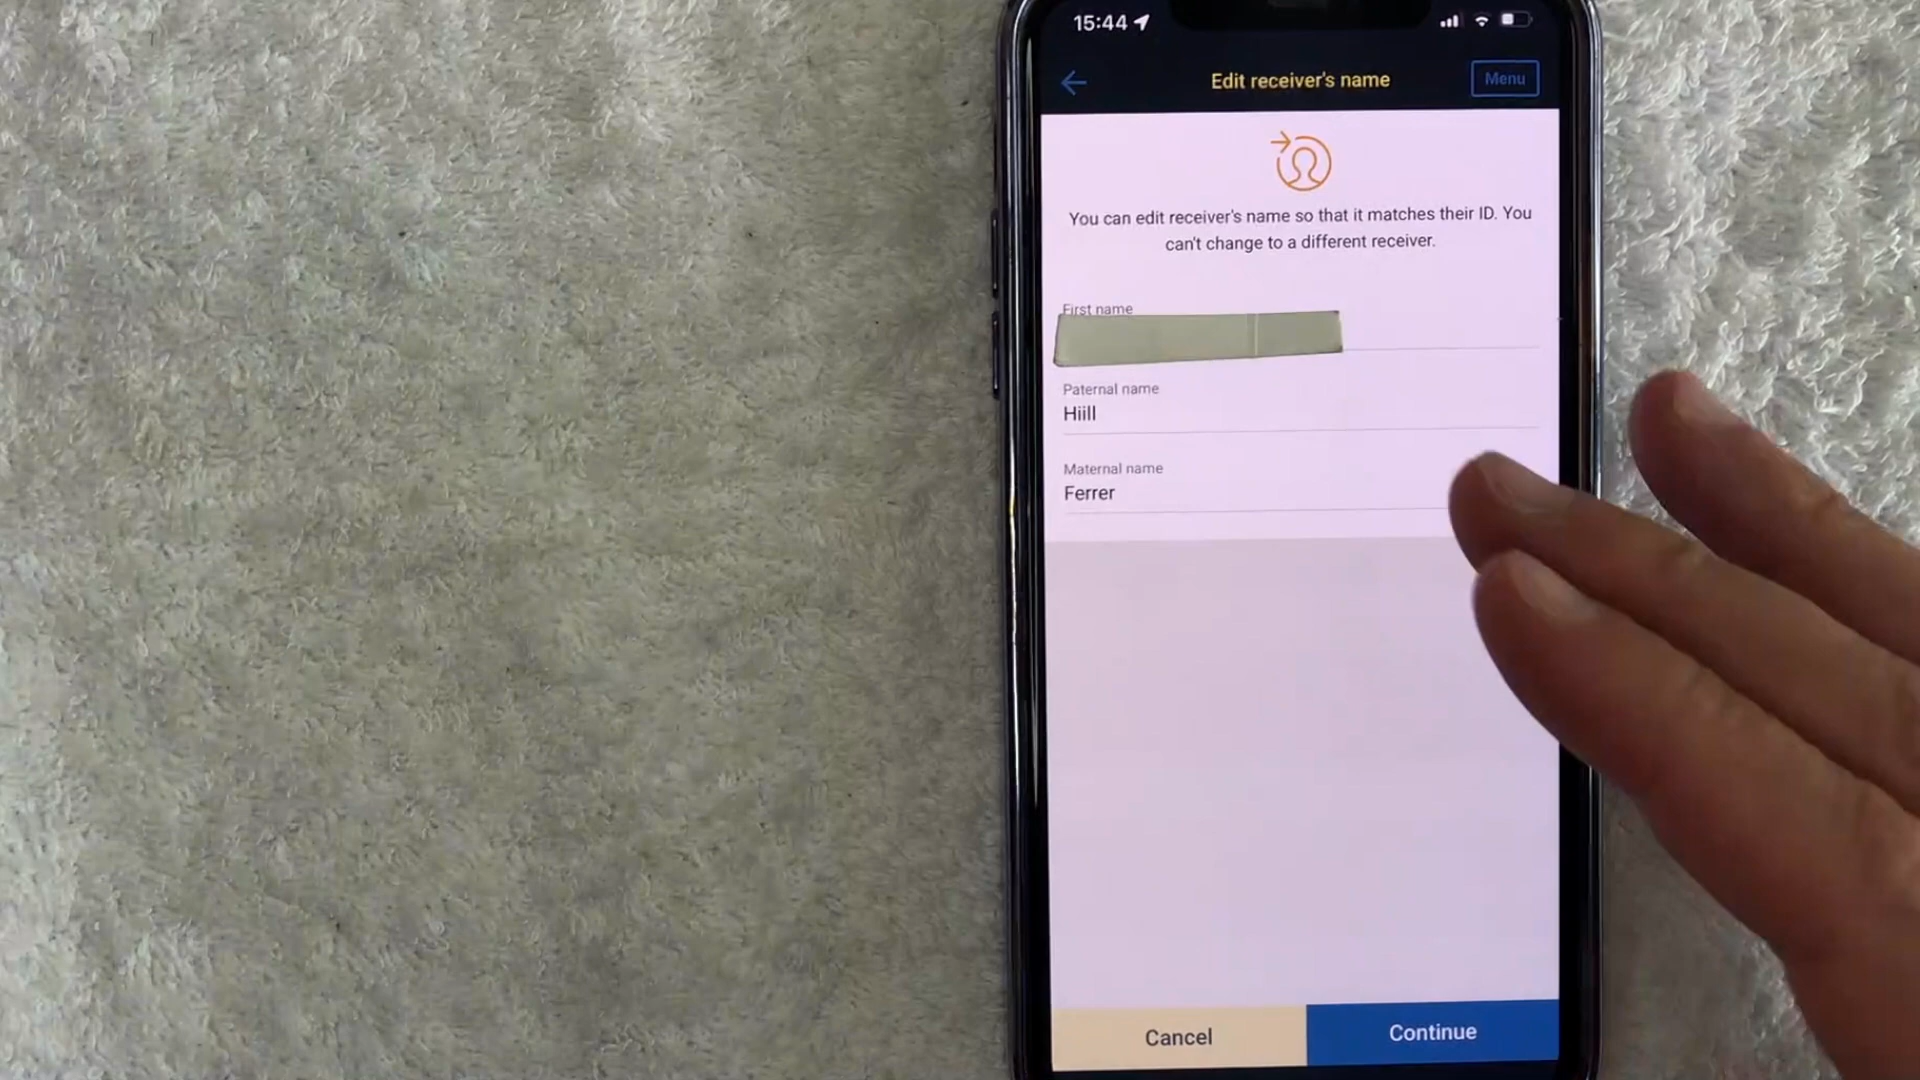 15:44
Edit receiver's name
Menu
You can edit receiver's name so that it matches their ID. You
can't change to a different receiver.
First name
Paternal name
Hiill
Maternal name
Ferrer
Cancel
Continue